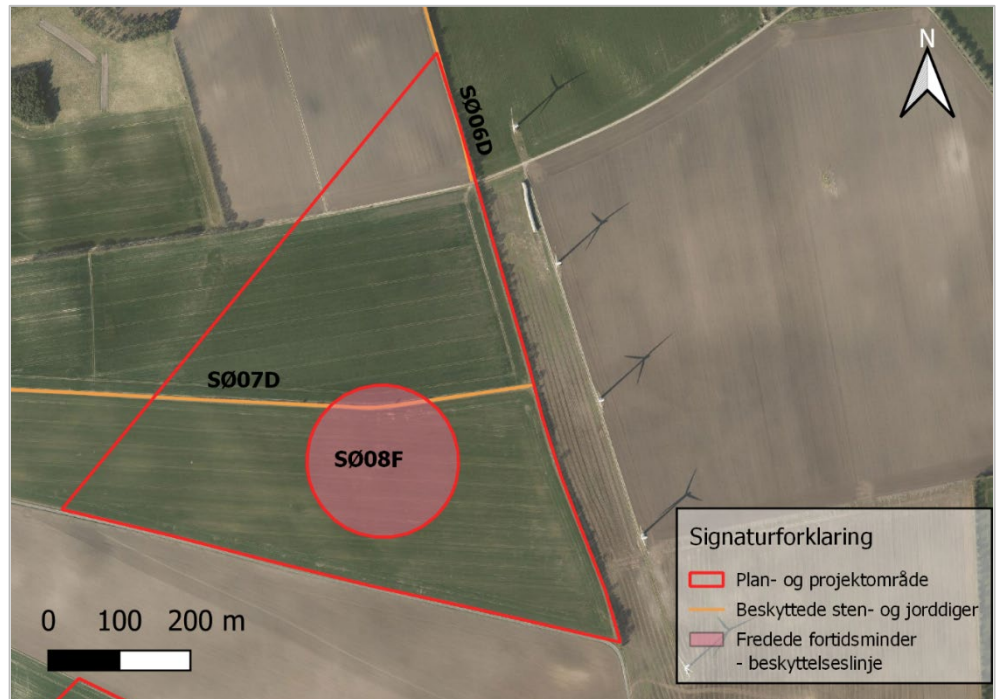 N
SØ06D
SØ07D
SØ08F
0 100 200 m
Signaturforklaring
Plan- og projektområde
Beskyttede sten- og jorddiger
Fredede fortidsminder
- beskyttelseslinje